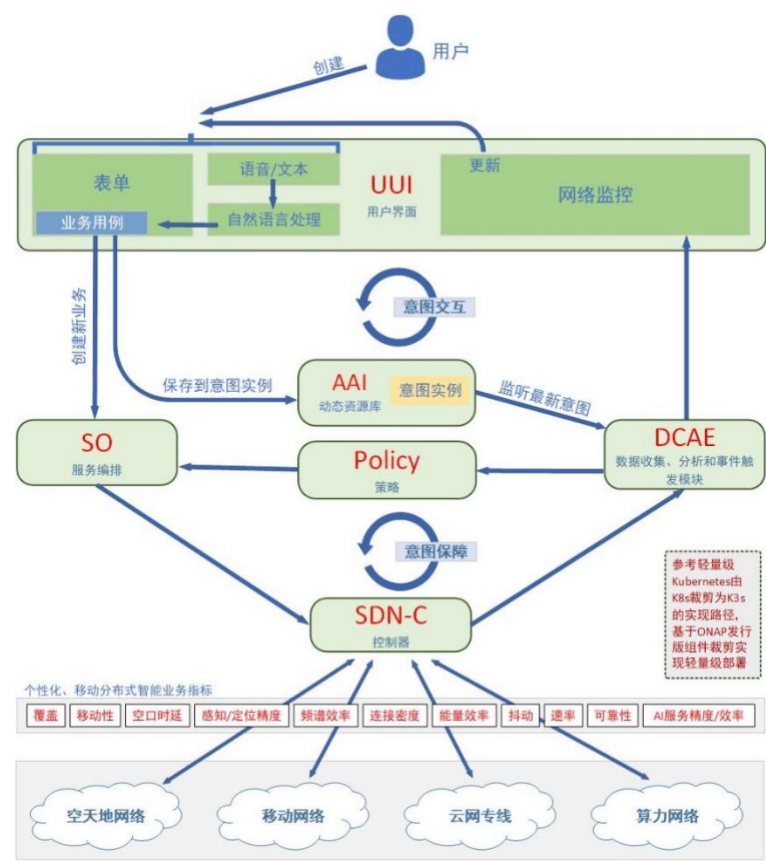 用户
创建
表单
语音/文本
业务用例
自然语言处理
UUI
用户界面
更新
网络监控
意图交互
创建新业务
保存到意图实例
AAI
动态资源库
意图实例
监听最新意图
SO
服务编排
Policy
策略
DCAE
数据收集、分析和事件触
发模块
意图保障
SDN-C
控制器
参考轻量级
Kubernetes由
K8s裁剪为K3s
的实现路径，
基于ONAP发行
版组件裁剪实
现轻量级部署
个性化、移动分布式智能业务指标
覆盖 移动性 空口时延 感知/定位精度 频谱效率 连接密度 能量效率 抖动 速率 可靠性 AI服务精度/效率
空天地网络 移动网络 云网专线 算力网络